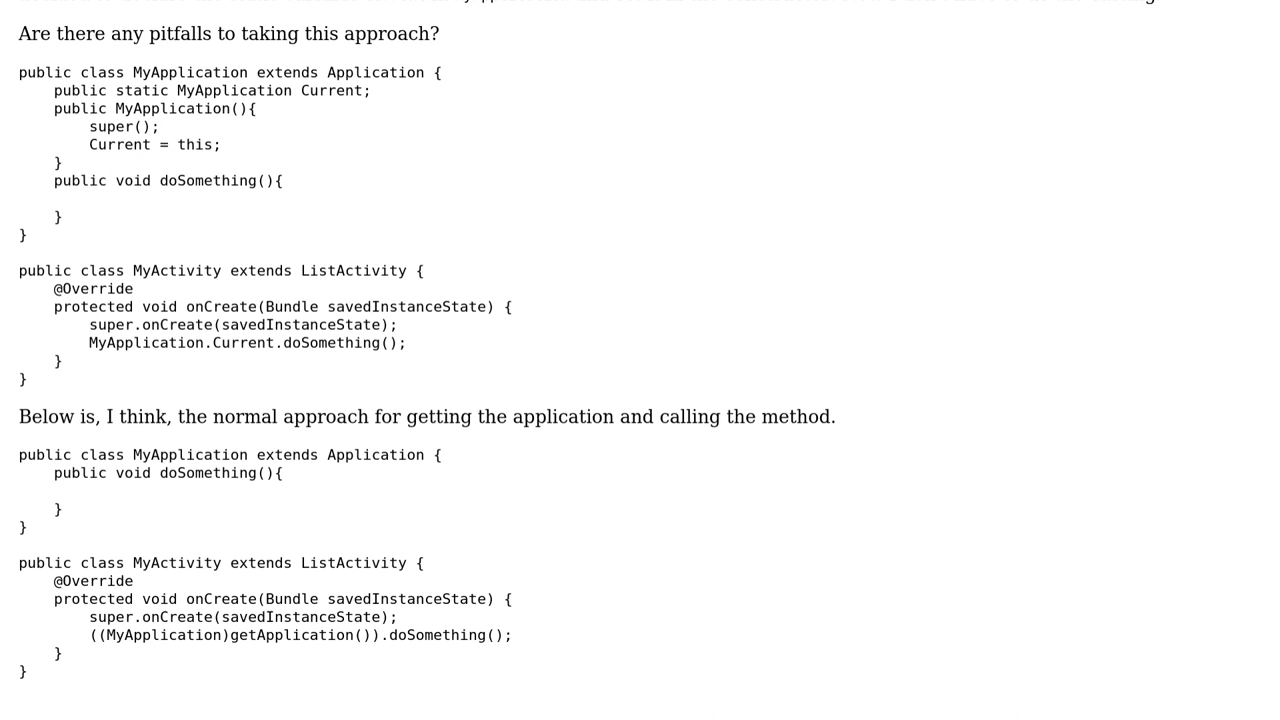 Are there any pitfalls to taking this approach?
public class MyApplication extends Application {
    public static MyApplication Current;
    public MyApplication(){
        super();
        Current = this;
    }
    public void doSomething(){

    }
}

public class MyActivity extends ListActivity {
    @Override
    protected void onCreate(Bundle savedInstanceState) {
        super.onCreate(savedInstanceState);
        MyApplication.Current.doSomething();
    }
}
Below is, I think, the normal approach for getting the application and calling the method.
public class MyApplication extends Application {
    public void doSomething(){

    }
}

public class MyActivity extends ListActivity {
    @Override
    protected void onCreate(Bundle savedInstanceState) {
        super.onCreate(savedInstanceState);
        ((MyApplication)getApplication()).doSomething();
    }
}